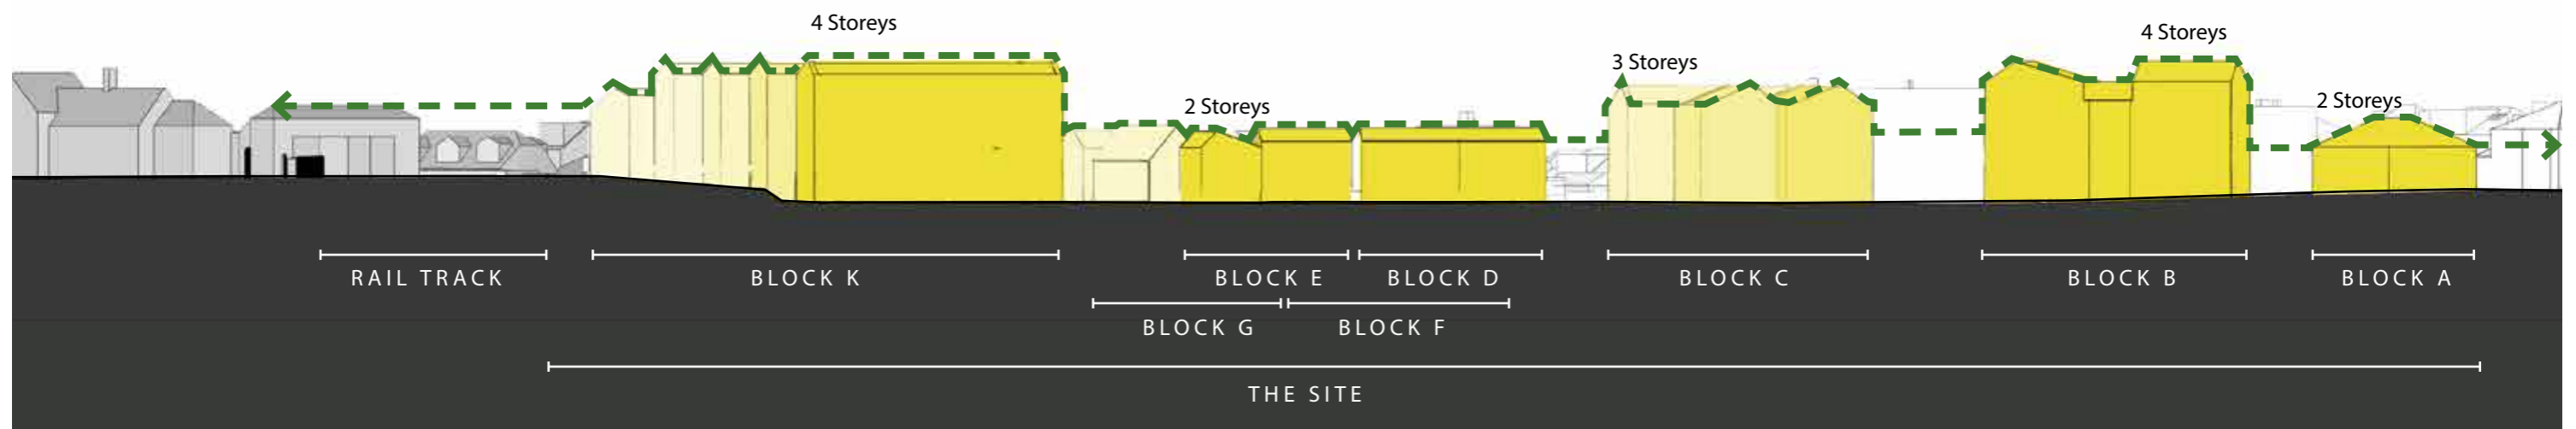 4 Storeys
2 Storeys
3 Storeys
4 Storeys
2 Storeys
RAIL TRACK
BLOCK K
BLOCK E
BLOCK D
BLOCK C
BLOCK B
BLOCK A
BLOCK G
BLOCK F
THE SITE